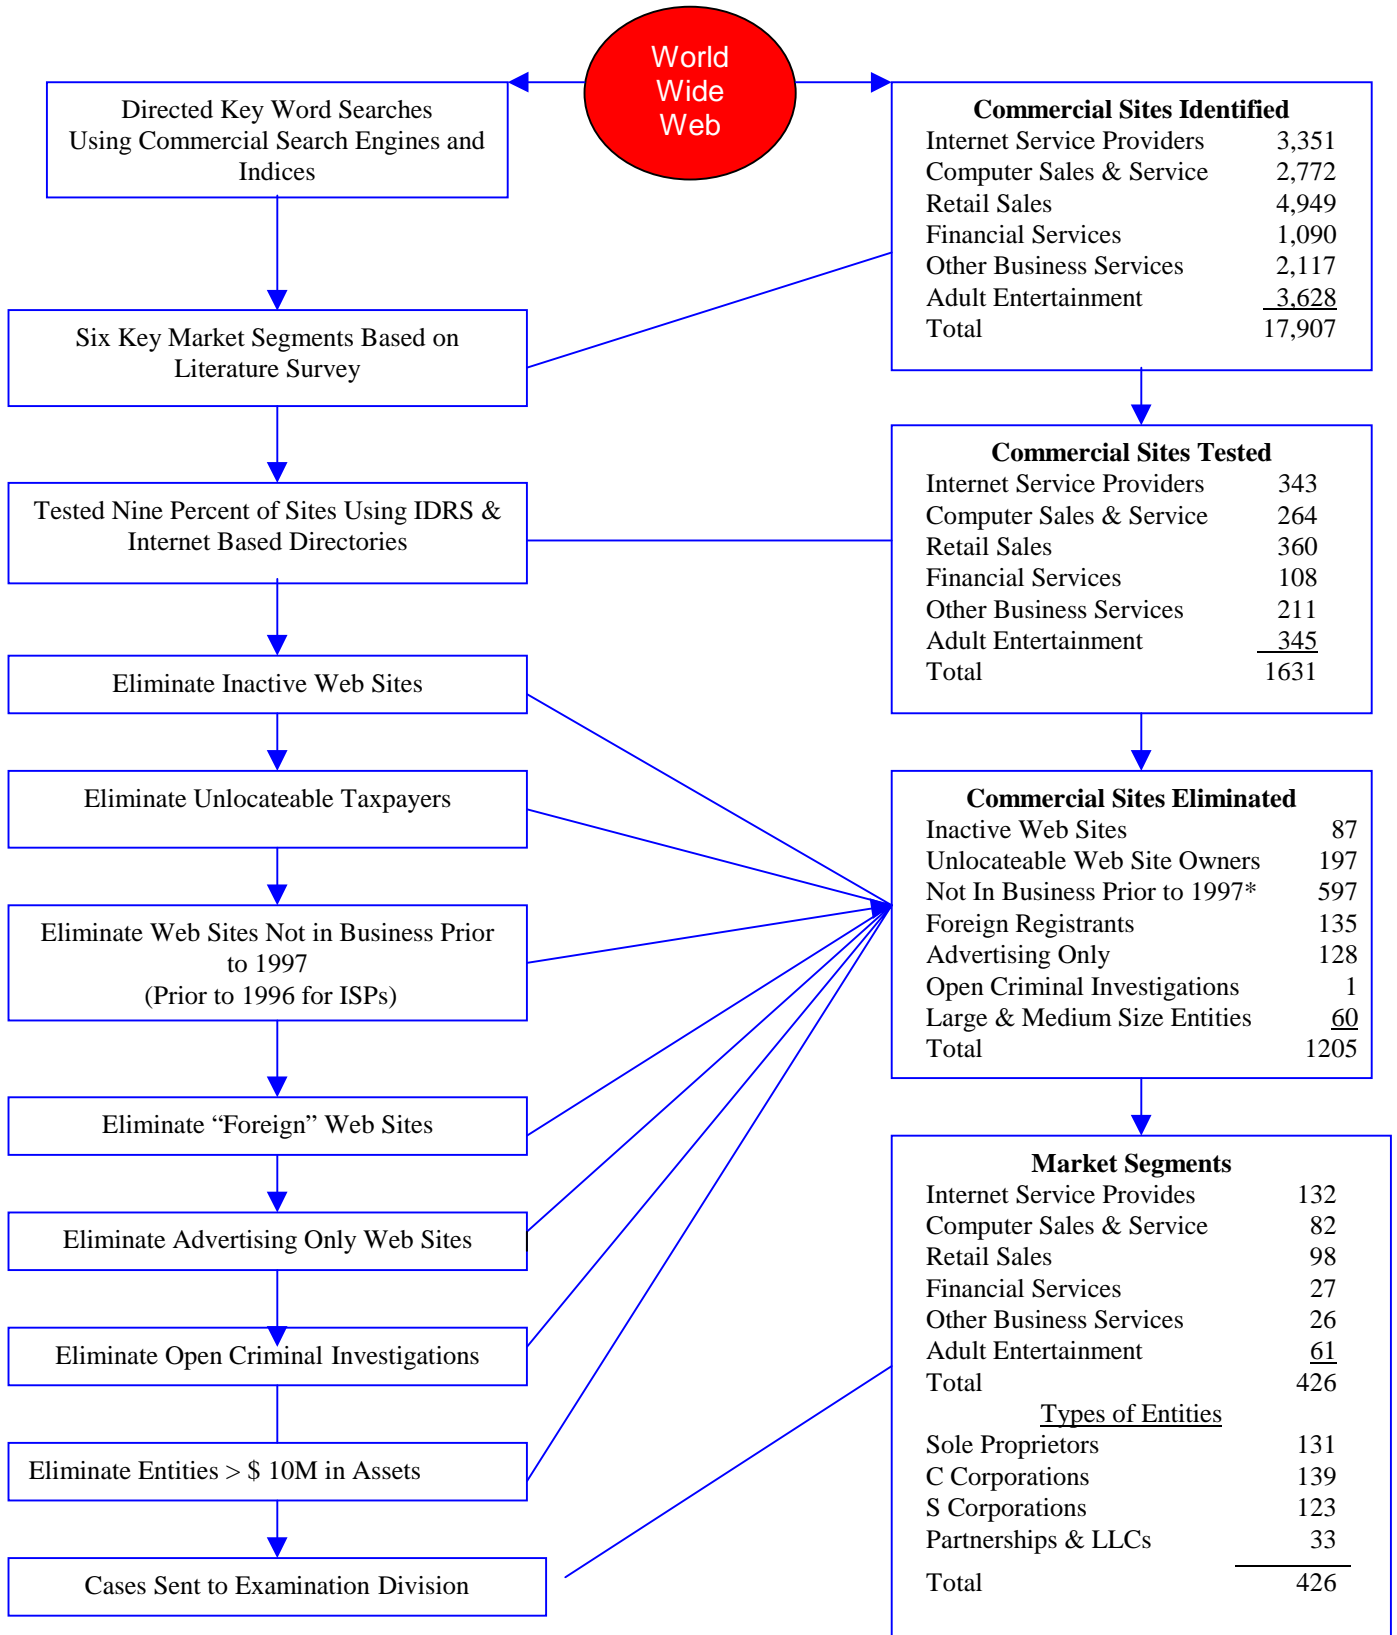 World
Wide
Web
Directed Key Word Searches
Using Commercial Search Engines and
Indices
Six Key Market Segments Based on
Literature Survey
Tested Nine Percent of Sites Using IDRS &
Internet Based Directories
Eliminate Inactive Web Sites
Eliminate Unlocateable Taxpayers
Eliminate Web Sites Not in Business Prior
to 1997
(Prior to 1996 for ISPs)
Eliminate “Foreign” Web Sites
Eliminate Advertising Only Web Sites
Eliminate Open Criminal Investigations
Eliminate Entities > $ 10M in Assets
Cases Sent to Examination Division
Commercial Sites Identified
Internet Service Providers 3,351
Computer Sales & Service 2,772
Retail Sales 4,949
Financial Services 1,090
Other Business Services 2,117
Adult Entertainment 3,628
Total 17,907
Commercial Sites Tested
Internet Service Providers 343
Computer Sales & Service 264
Retail Sales 360
Financial Services 108
Other Business Services 211
Adult Entertainment 345
Total 1631
Commercial Sites Eliminated
Inactive Web Sites 87
Unlocateable Web Site Owners 197
Not In Business Prior to 1997* 597
Foreign Registrants 135
Advertising Only 128
Open Criminal Investigations 1
Large & Medium Size Entities 60
Total 1205
Market Segments
Internet Service Provides 132
Computer Sales & Service 82
Retail Sales 98
Financial Services 27
Other Business Services 26
Adult Entertainment 61
Total 426
Types of Entities
Sole Proprietors 131
C Corporations 139
S Corporations 123
Partnerships & LLCs 33
Total 426